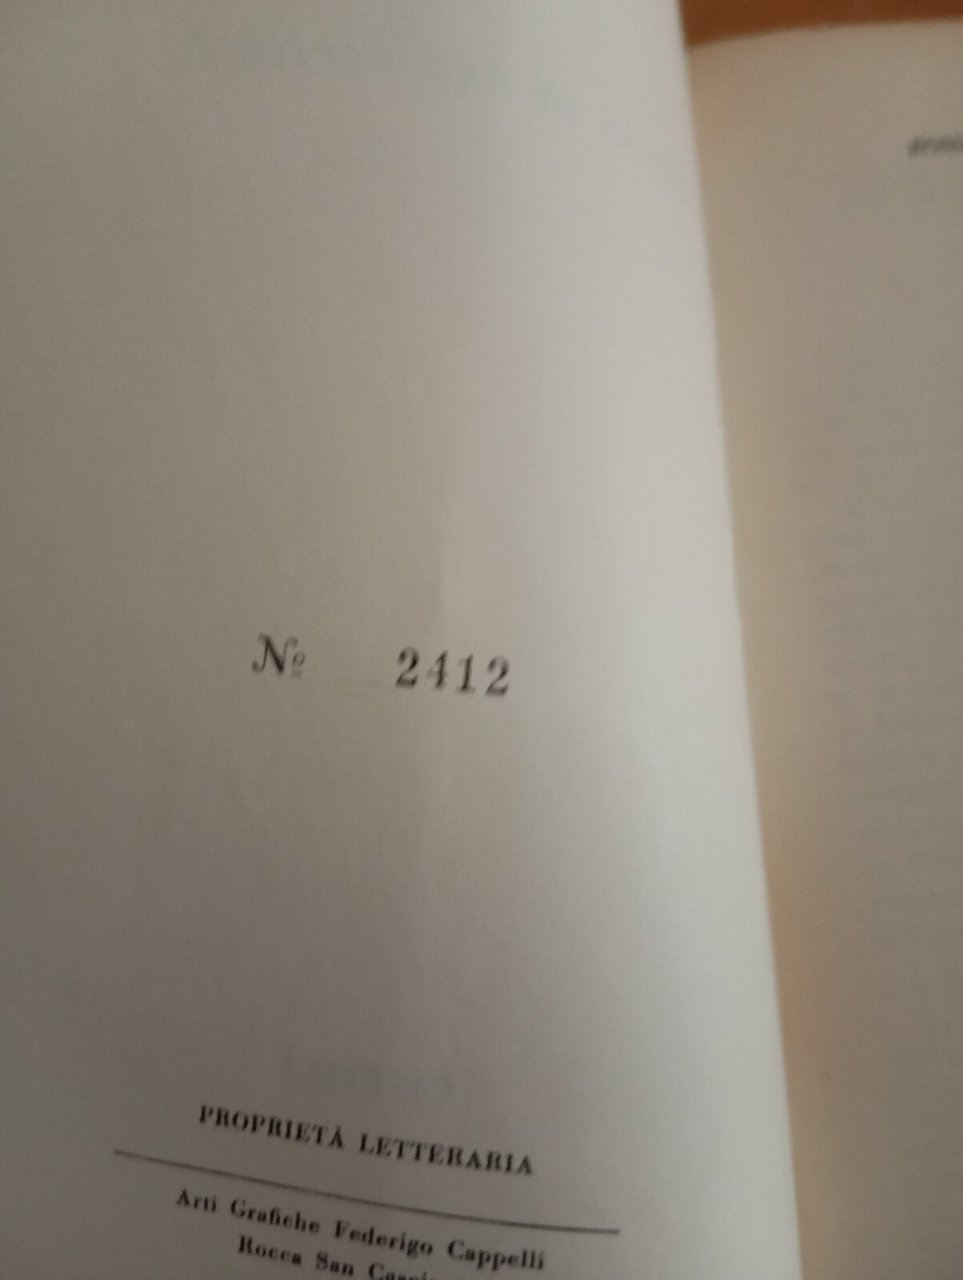 Nº 2412
PROPRIETÀ LETTERARIA
Arti Grafiche Federigo Cappelli
Rocca San